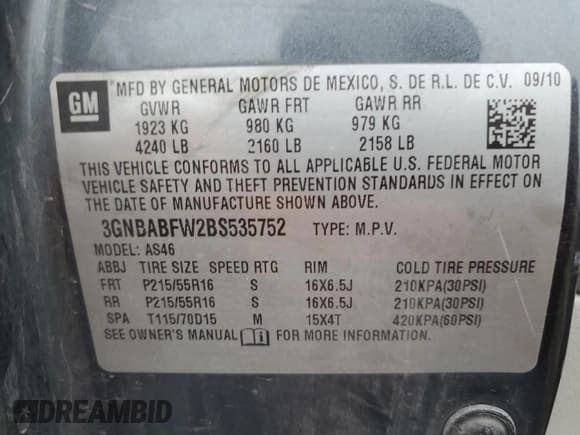 GM
MFD BY GENERAL MOTORS DE MEXICO, S. DE R.L. DE C.V. 09/10
GVWR GAWR FRT GAWR RR
1923 KG 980 KG 979 KG
4240 LB 2160 LB 2158 LB
THIS VEHICLE CONFORMS TO ALL APPLICABLE U.S. FEDERAL MOTOR
VEHICLE SAFETY AND THEFT PREVENTION STANDARDS IN EFFECT ON
THE DATE OF MANUFACTURE SHOWN ABOVE.
3GNBABFW2BS535752 TYPE: M.P.V.
MODEL: AS46
ABBJ TIRE SIZE SPEED RTG RIM COLD TIRE PRESSURE
FRT P215/55R16 S 16X6.5J 210KPA(30PSI)
RR P215/55R16 S 16X6.5J 210KPA(30PSI)
SPA T115/70D15 M 15X4T 420KPA(60PSI)
SEE OWNER'S MANUAL i FOR MORE INFORMATION.
DREAMBID